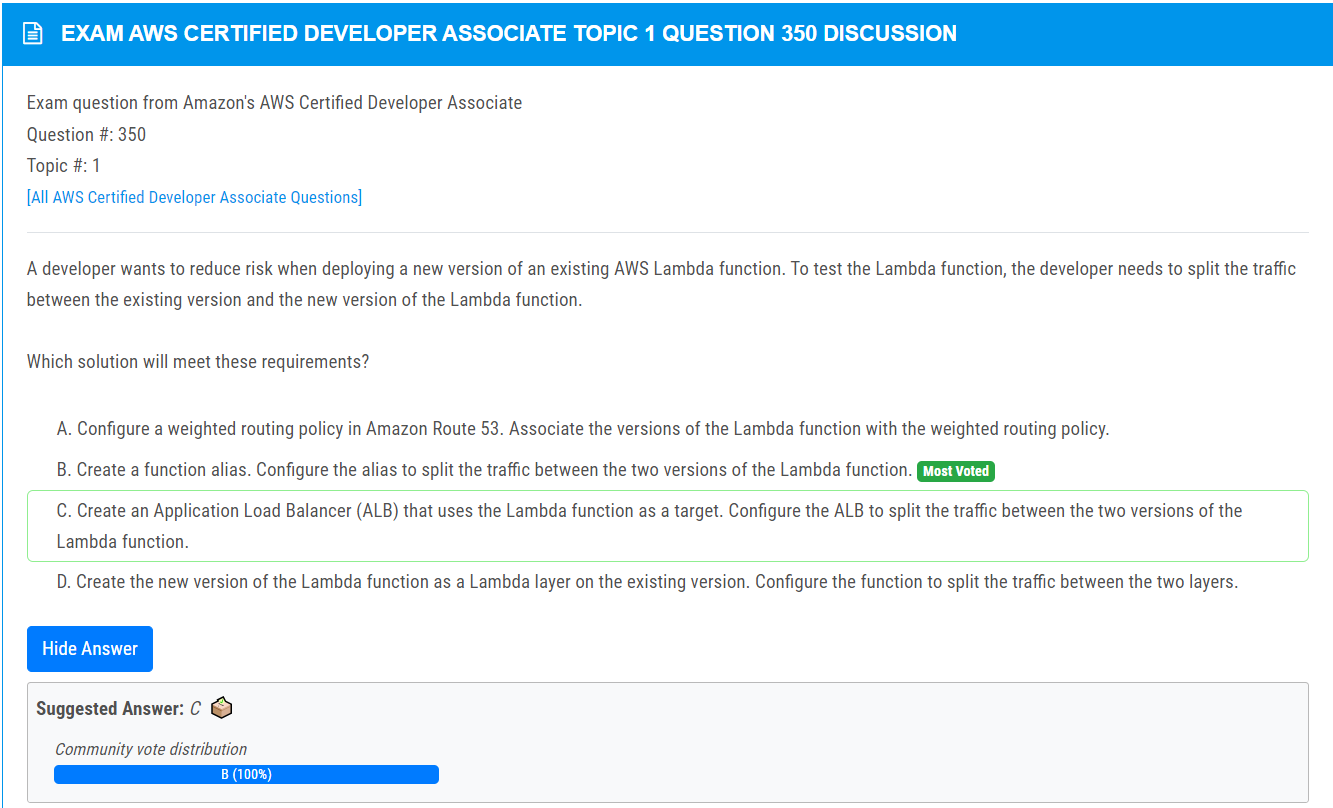 EXAM AWS CERTIFIED DEVELOPER ASSOCIATE TOPIC 1 QUESTION 350 DISCUSSION
Exam question from Amazon's AWS Certified Developer Associate
Question #: 350
Topic #: 1
[All AWS Certified Developer Associate Questions]
A developer wants to reduce risk when deploying a new version of an existing AWS Lambda function. To test the Lambda function, the developer needs to split the traffic
between the existing version and the new version of the Lambda function.
Which solution will meet these requirements?
A. Configure a weighted routing policy in Amazon Route 53. Associate the versions of the Lambda function with the weighted routing policy.
B. Create a function alias. Configure the alias to split the traffic between the two versions of the Lambda function. Most Voted
C. Create an Application Load Balancer (ALB) that uses the Lambda function as a target. Configure the ALB to split the traffic between the two versions of the
Lambda function.
D. Create the new version of the Lambda function as a Lambda layer on the existing version. Configure the function to split the traffic between the two layers.
Hide Answer
Suggested Answer: C
Community vote distribution
B (100%)